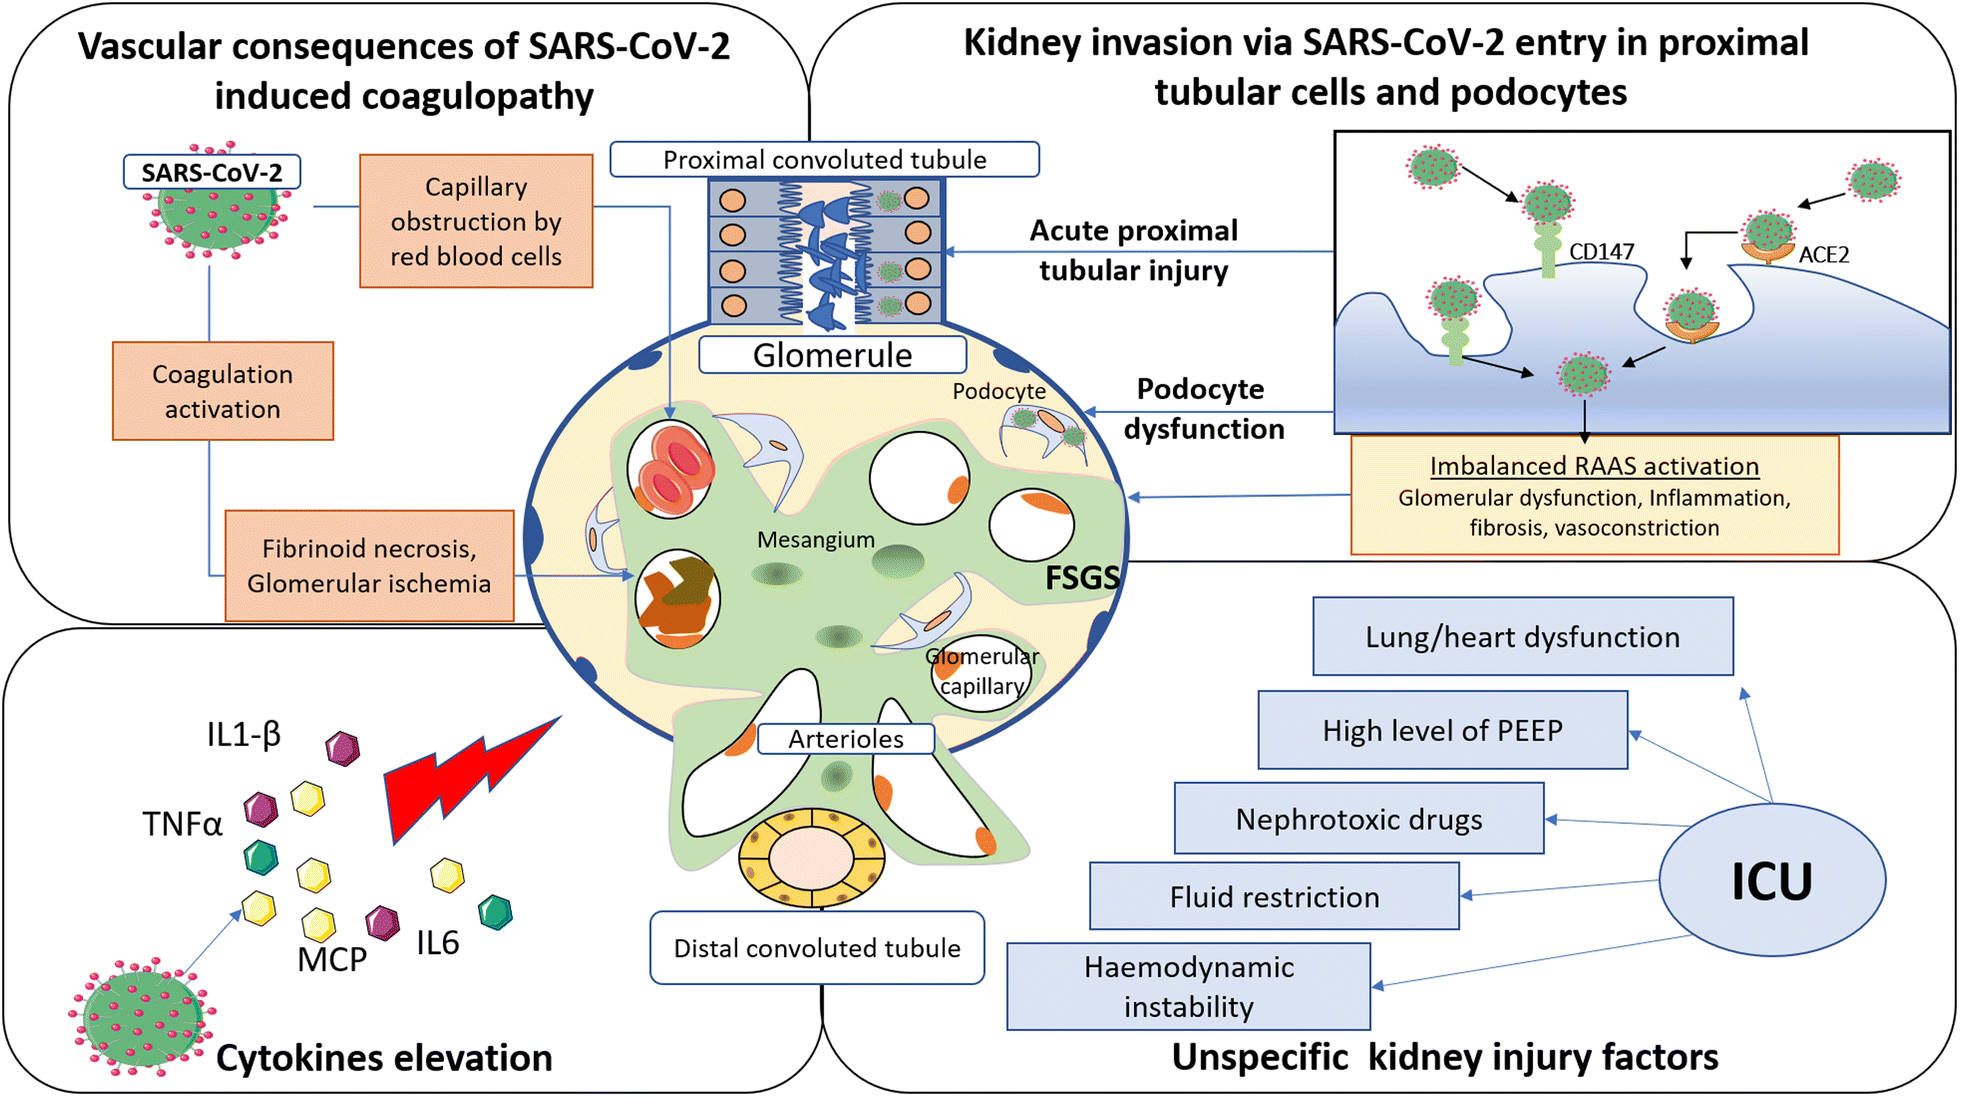 Vascular consequences of SARS-CoV-2
induced coagulopathy
SARS-CoV-2
Capillary
obstruction by
red blood cells
Coagulation
activation
Fibrinoid necrosis,
Glomerular ischemia
Kidney invasion via SARS-CoV-2 entry in proximal
tubular cells and podocytes
Proximal convoluted tubule
Acute proximal
tubular injury
CD147
ACE2
Glomerule
Podocyte
Podocyte
dysfunction
Imbalanced RAAS activation
Glomerular dysfunction, Inflammation,
fibrosis, vasoconstriction
Mesangium
FSGS
Glomerular
capillary
Arterioles
Distal convoluted tubule
IL1-β
TNFα
MCP
IL6
Cytokines elevation
Lung/heart dysfunction
High level of PEEP
Nephrotoxic drugs
Fluid restriction
Haemodynamic
instability
ICU
Unspecific kidney injury factors